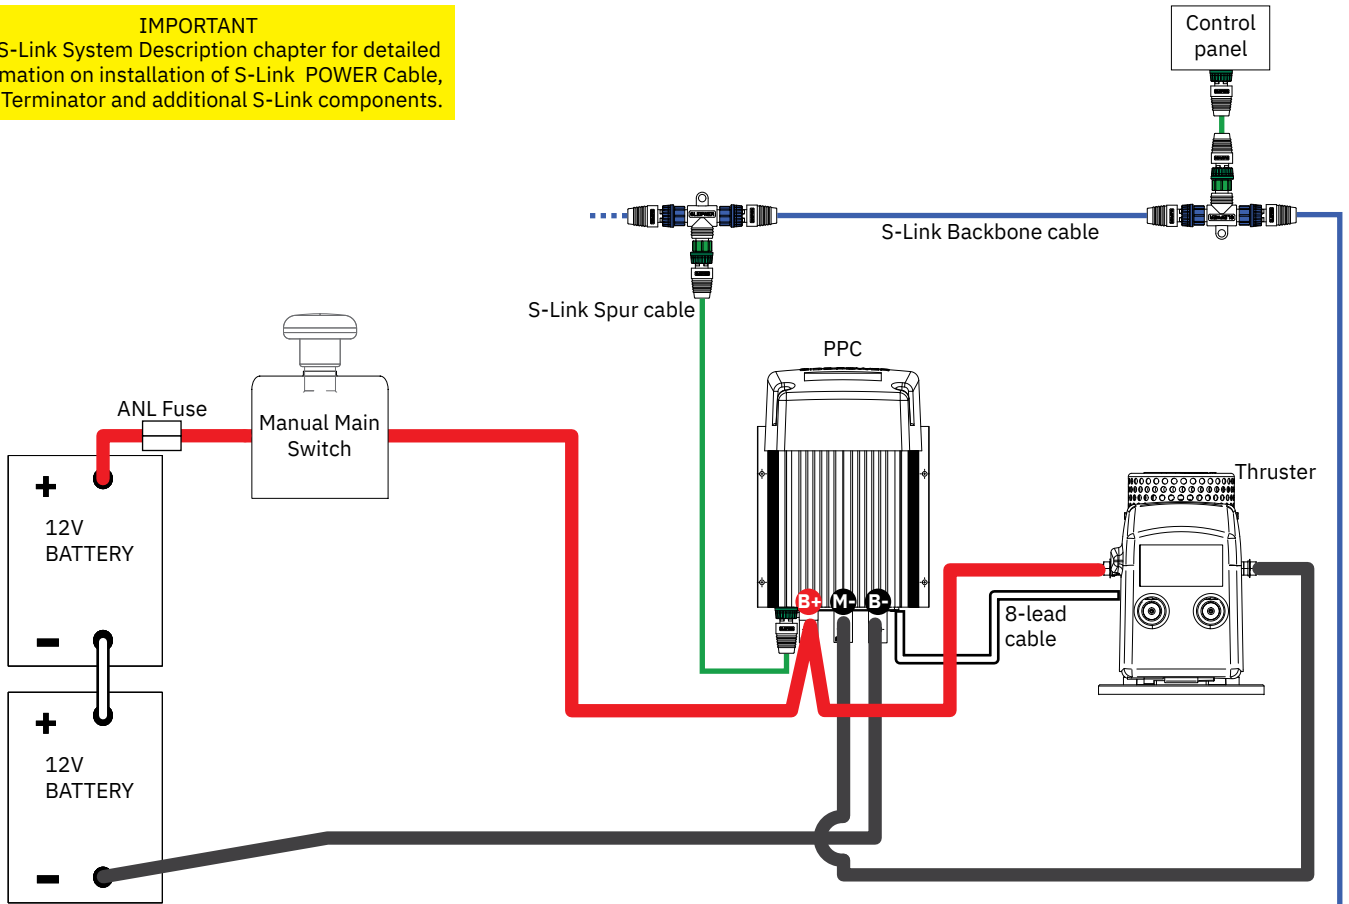 IMPORTANT
S-Link System Description chapter for detailed
mation on installation of S-Link POWER Cable,
Terminator and additional S-Link components.
Control
panel
S-Link Backbone cable
S-Link Spur cable
PPC
ANL Fuse
Manual Main
Switch
Thruster
+
12V
BATTERY
-
B+
M-
B-
8-lead
cable
+
12V
BATTERY
-